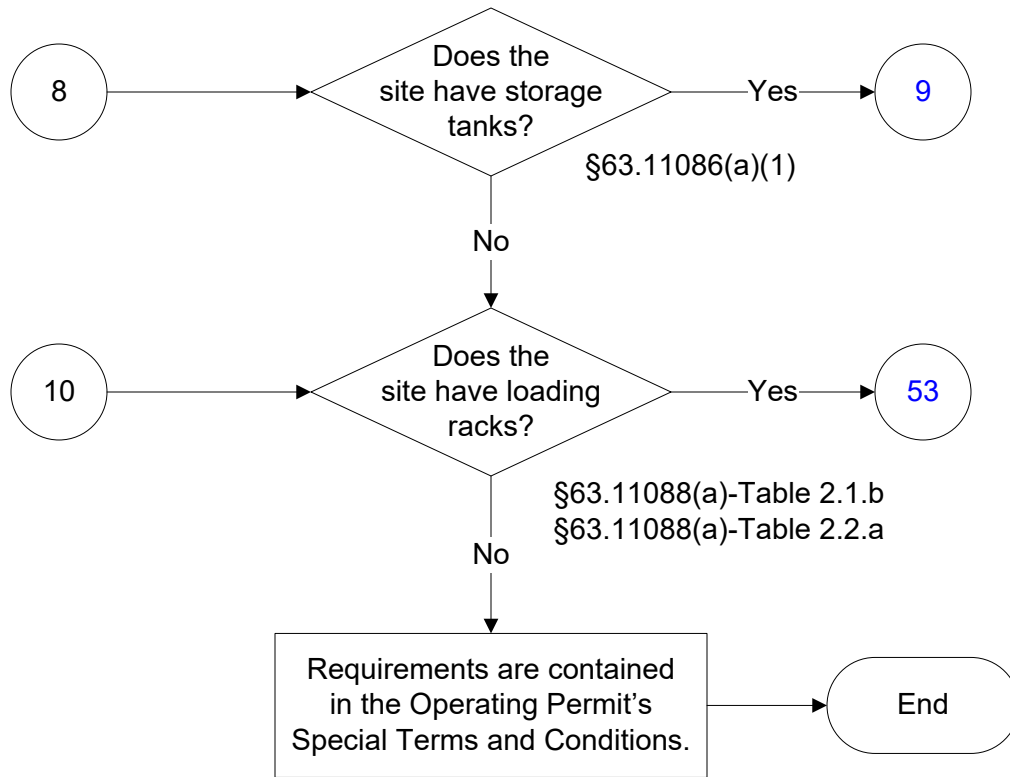 8
Does the
site have storage
tanks?
Yes
9
§63.11086(a)(1)
No
10
Does the
site have loading
racks?
Yes
53
§63.11088(a)-Table 2.1.b
§63.11088(a)-Table 2.2.a
No
Requirements are contained
in the Operating Permit’s
Special Terms and Conditions.
End